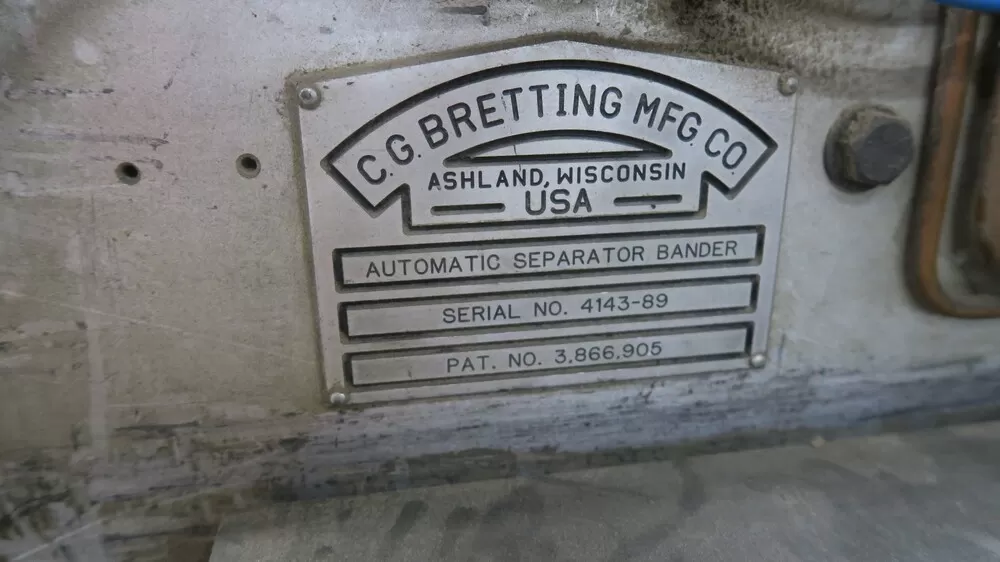 C.G. BRETTING MFG. CO.
ASHLAND, WISCONSIN
USA
AUTOMATIC SEPARATOR BANDER
SERIAL NO. 4143-89
PAT. NO. 3,866,905